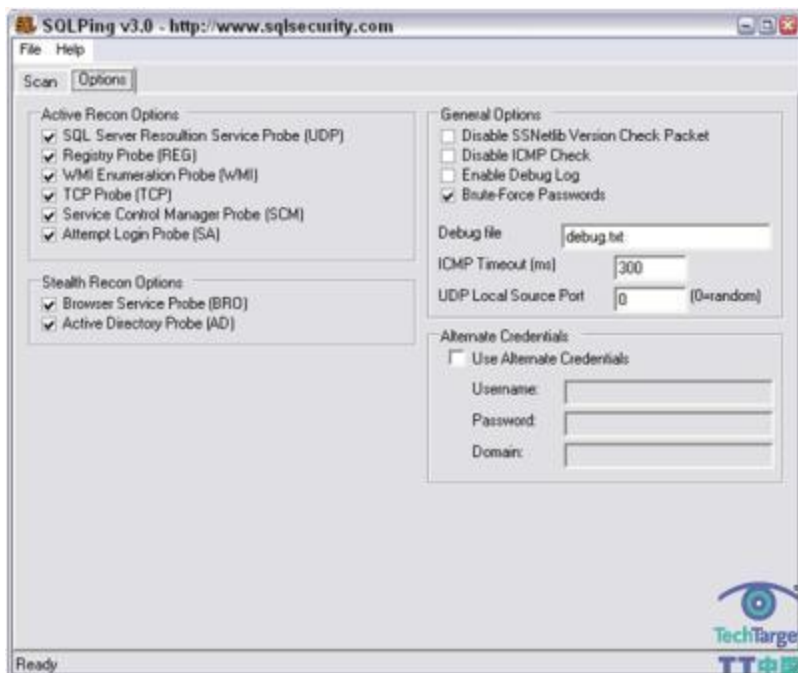 SQLPing v3.0 - http://www.sqlsecurity.com
File Help
Scan Options
Active Recon Options
SQL Server Resoultion Service Probe (UDP)
Registry Probe (REG)
WMI Enumeration Probe (WMI)
TCP Probe (TCP)
Service Control Manager Probe (SCM)
Attempt Login Probe (SA)
Stealth Recon Options
Browser Service Probe (BRO)
Active Directory Probe (AD)
General Options
Disable SSNetlib Version Check Packet
Disable ICMP Check
Enable Debug Log
Brute-Force Passwords
Debug file debug.txt
ICMP Timeout (ms) 300
UDP Local Source Port 0 (0=random)
Alternate Credentials
Use Alternate Credentials
Username:
Password:
Domain:
TechTarget
TT中国
Ready